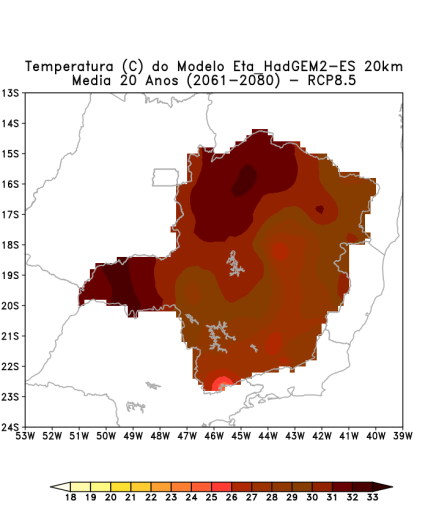 Temperatura (C) do Modelo Eta_HadGEM2-ES 20km
Media 20 Anos (2061-2080) - RCP8.5
13S
14S
15S
16S
17S
18S
19S
20S
21S
22S
23S
24S
53W 52W 51W 50W 49W 48W 47W 46W 45W 44W 43W 42W 41W 40W 39W
18 19 20 21 22 23 24 25 26 27 28 29 30 31 32 33